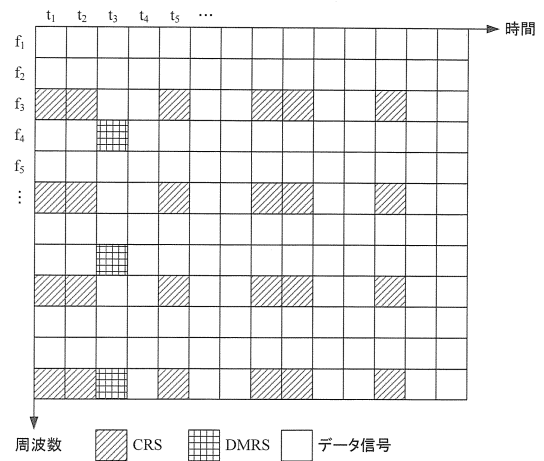 t₁ t₂ t₃ t₄ t₅ …
時間
f₁
f₂
f₃
f₄
f₅
⋮
周波数
CRS
DMRS
データ信号